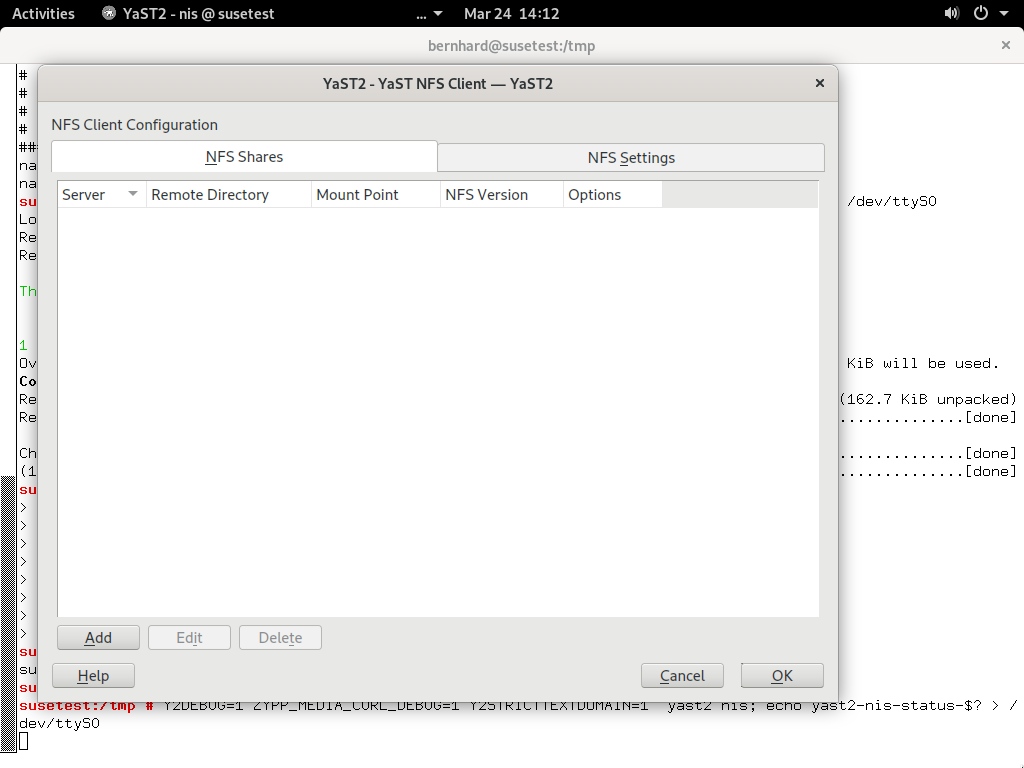 Activities YaST2 - nis @ susetest ... Mar 24 14:12
bernhard@susetest:/tmp ×
YaST2 - YaST NFS Client — YaST2 ×
NFS Client Configuration
NFS Shares NFS Settings
Server Remote Directory Mount Point NFS Version Options
Add Edit Delete
Help Cancel OK
#
#
#
#
##
na
na
su /dev/ttyS0
Lo
Re
Re
Th
1
Ov KiB will be used.
Co
Re (162.7 KiB unpacked)
Re ..............[done]
Ch ..............[done]
(1 ..............[done]
su
>
>
>
>
>
>
>
>
su
su
su
susetest:/tmp # Y2DEBUG=1 ZYPP_MEDIA_CURL_DEBUG=1 Y2STRICTTEXTDOMAIN=1 yast2 nis; echo yast2-nis-status-$? > /
dev/ttyS0